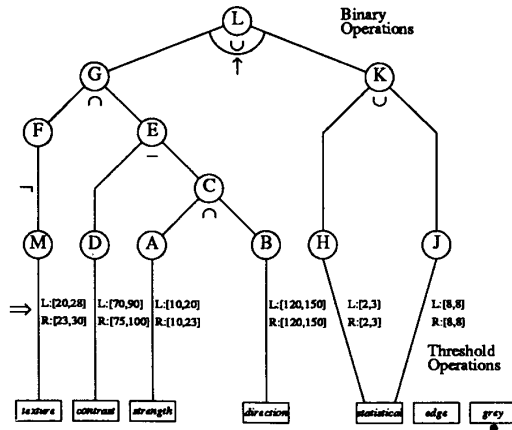 L
Binary
Operations
∪
↑
G
∩
K
∪
F
E
−
C
∩
¬
M
D
A
B
H
J
⇒
L:[20,28]
L:[70,90]
L:[10,20]
L:[120,150]
L:[2,3]
L:[8,8]
R:[23,30]
R:[75,100]
R:[10,23]
R:[120,150]
R:[2,3]
R:[8,8]
Threshold
Operations
texture
contrast
strength
direction
statistical
edge
grey